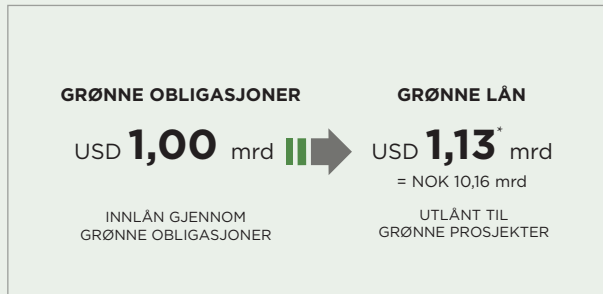 GRØNNE OBLIGASJONER
USD 1,00 mrd
INNLÅN GJENNOM
GRØNNE OBLIGASJONER
GRØNNE LÅN
USD 1,13* mrd
= NOK 10,16 mrd
UTLÅNT TIL
GRØNNE PROSJEKTER